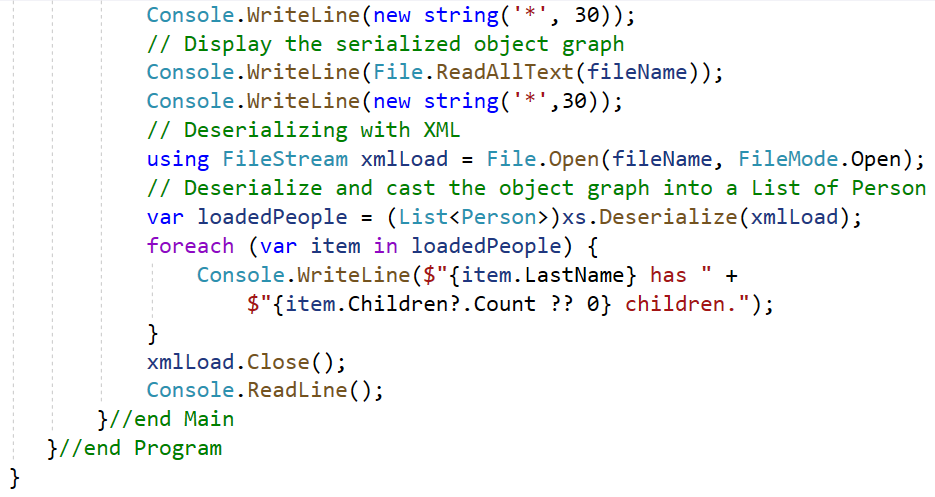 Console.WriteLine(new string('*', 30));
// Display the serialized object graph
Console.WriteLine(File.ReadAllText(fileName));
Console.WriteLine(new string('*',30));
// Deserializing with XML
using FileStream xmlLoad = File.Open(fileName, FileMode.Open);
// Deserialize and cast the object graph into a List of Person
var loadedPeople = (List<Person>)xs.Deserialize(xmlLoad);
foreach (var item in loadedPeople) {
    Console.WriteLine($"{item.LastName} has " +
        $"{item.Children?.Count ?? 0} children.");
}
xmlLoad.Close();
Console.ReadLine();
}//end Main
}//end Program
}